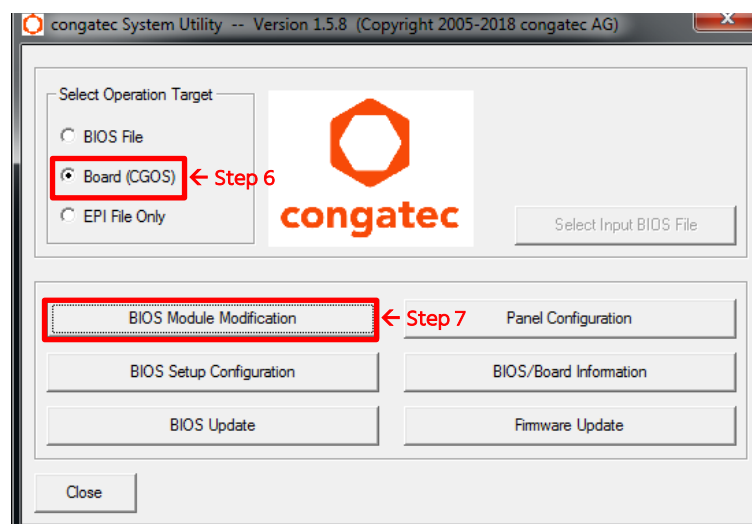 congatec System Utility -- Version 1.5.8 (Copyright 2005-2018 congatec AG)
Select Operation Target
BIOS File
Board (CGOS)
← Step 6
EPI File Only
congatec
Select Input BIOS File
BIOS Module Modification
← Step 7
Panel Configuration
BIOS Setup Configuration
BIOS/Board Information
BIOS Update
Firmware Update
Close